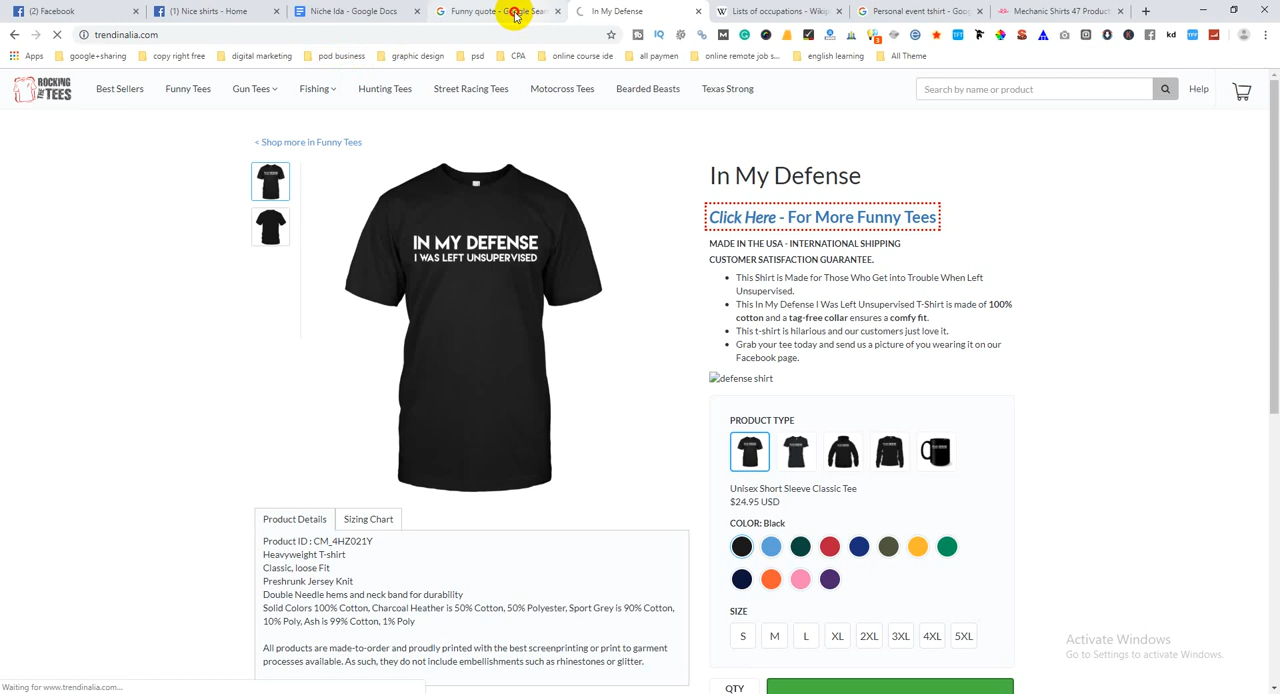 Facebook
(1) Nice shirts - Home
Niche Ida - Google Docs
Funny quote - Google Sear
In My Defense
Lists of occupations - Wikip
Personal event tshirt - Goog
Mechanic Shirts 47 Produc
trendinalia.com
Apps
google+sharing
copy right free
digital marketing
pod business
graphic design
psd
CPA
online course ide
all paymen
online remote job s...
english learning
All Theme
ROCKING
THE
TEES
Best Sellers
Funny Tees
Gun Tees
Fishing
Hunting Tees
Street Racing Tees
Motocross Tees
Bearded Beasts
Texas Strong
Search by name or product
Help
< Shop more in Funny Tees
IN MY DEFENSE
I WAS LEFT UNSUPERVISED
In My Defense
Click Here - For More Funny Tees
MADE IN THE USA - INTERNATIONAL SHIPPING
CUSTOMER SATISFACTION GUARANTEE.
This Shirt is Made for Those Who Get into Trouble When Left
Unsupervised.
This In My Defense I Was Left Unsupervised T-Shirt is made of 100%
cotton and a tag-free collar ensures a comfy fit.
This t-shirt is hilarious and our customers just love it.
Grab your tee today and send us a picture of you wearing it on our
Facebook page.
defense shirt
PRODUCT TYPE
Unisex Short Sleeve Classic Tee
$24.95 USD
COLOR: Black
SIZE
S M L XL 2XL 3XL 4XL 5XL
QTY
Product Details
Sizing Chart
Product ID : CM_4HZ021Y
Heavyweight T-shirt
Classic, loose Fit
Preshrunk Jersey Knit
Double Needle hems and neck band for durability
Solid Colors 100% Cotton, Charcoal Heather is 50% Cotton, 50% Polyester, Sport Grey is 90% Cotton,
10% Poly, Ash is 99% Cotton, 1% Poly
All products are made-to-order and proudly printed with the best screenprinting or print to garment
processes available. As such, they do not include embellishments such as rhinestones or glitter.
Activate Windows
Go to Settings to activate Windows.
Waiting for www.trendinalia.com...